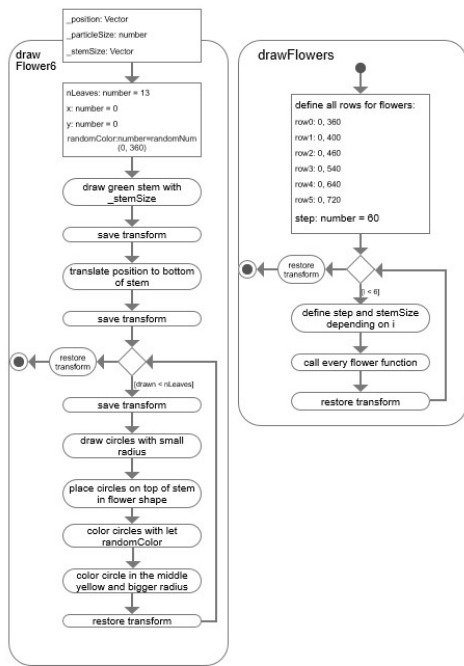 _position: Vector
_particleSize: number
_stemSize: Vector
draw
Flower6
nLeaves: number = 13
x: number = 0
y: number = 0
randomColor:number=randomNum
(0, 360)
draw green stem with
_stemSize
save transform
translate position to bottom
of stem
save transform
restore
transform
[drawn < nLeaves]
save transform
draw circles with small
radius
place circles on top of stem
in flower shape
color circles with let
randomColor
color circle in the middle
yellow and bigger radius
restore transform
drawFlowers
define all rows for flowers:
row0: 0, 360
row1: 0, 400
row2: 0, 460
row3: 0, 540
row4: 0, 640
row5: 0, 720
step: number = 60
restore
transform
[i < 6]
define step and stemSize
depending on i
call every flower function
restore transform